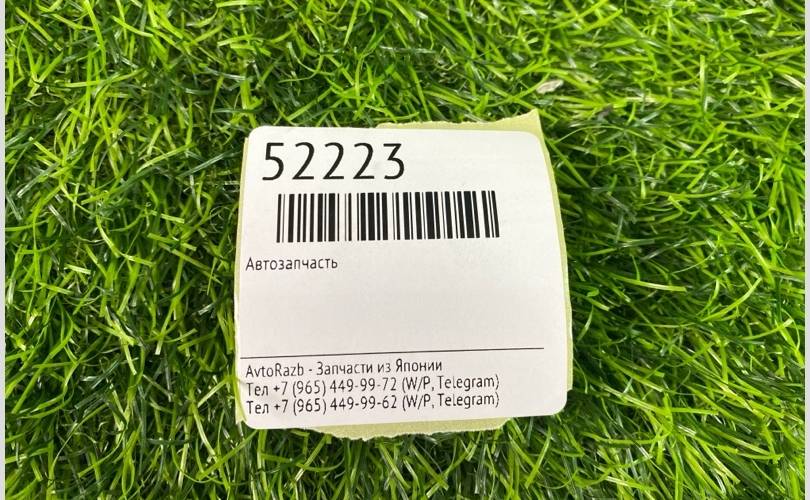 52223
Автозапчасть
AvtoRazb - Запчасти из Японии
Тел +7 (965) 449-99-72 (W/P, Telegram)
Тел +7 (965) 449-99-62 (W/P, Telegram)